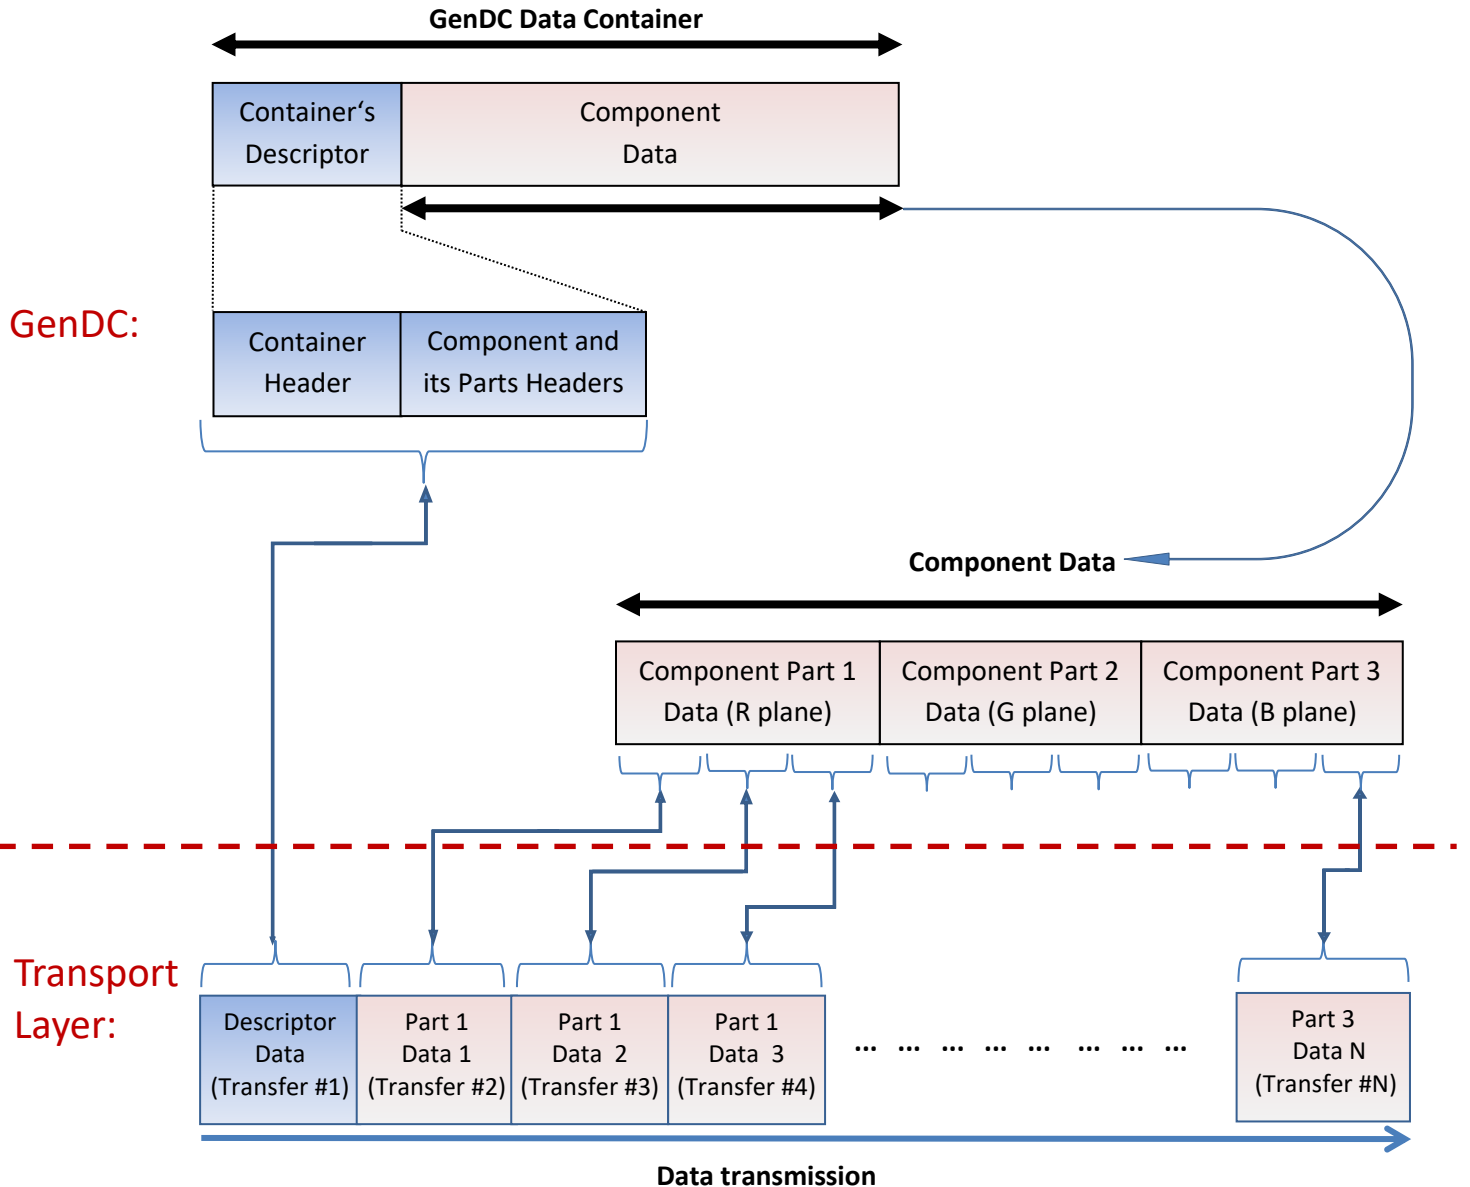 GenDC Data Container
Container‘s
Descriptor
Component
Data
GenDC:
Container
Header
Component and
its Parts Headers
Component Data
Component Part 1
Data (R plane)
Component Part 2
Data (G plane)
Component Part 3
Data (B plane)
Transport
Layer:
Descriptor
Data
(Transfer #1)
Part 1
Data 1
(Transfer #2)
Part 1
Data  2
(Transfer #3)
Part 1
Data  3
(Transfer #4)
... ... ... ... ... ... ... ...
Part 3
Data N
(Transfer #N)
Data transmission